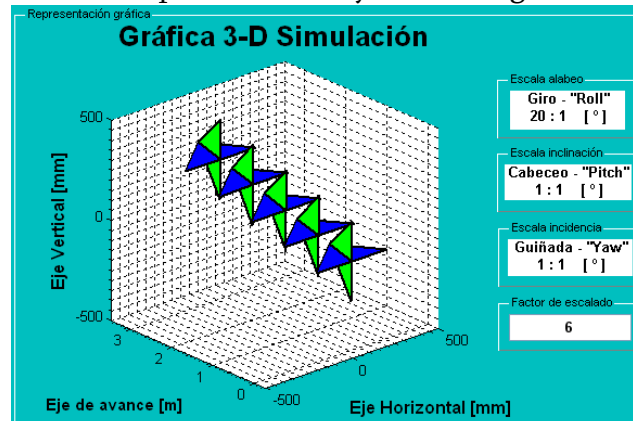 Representación gráfica
Gráfica 3-D Simulación
500
0
-500
Eje Vertical [mm]
3
2
1
0
Eje de avance [m]
-500
0
500
Eje Horizontal [mm]
Escala alabeo
Giro - "Roll"
20 : 1 [ º ]
Escala inclinación
Cabeceo - "Pitch"
1 : 1 [ º ]
Escala incidencia
Guiñada - "Yaw"
1 : 1 [ º ]
Factor de escalado
6